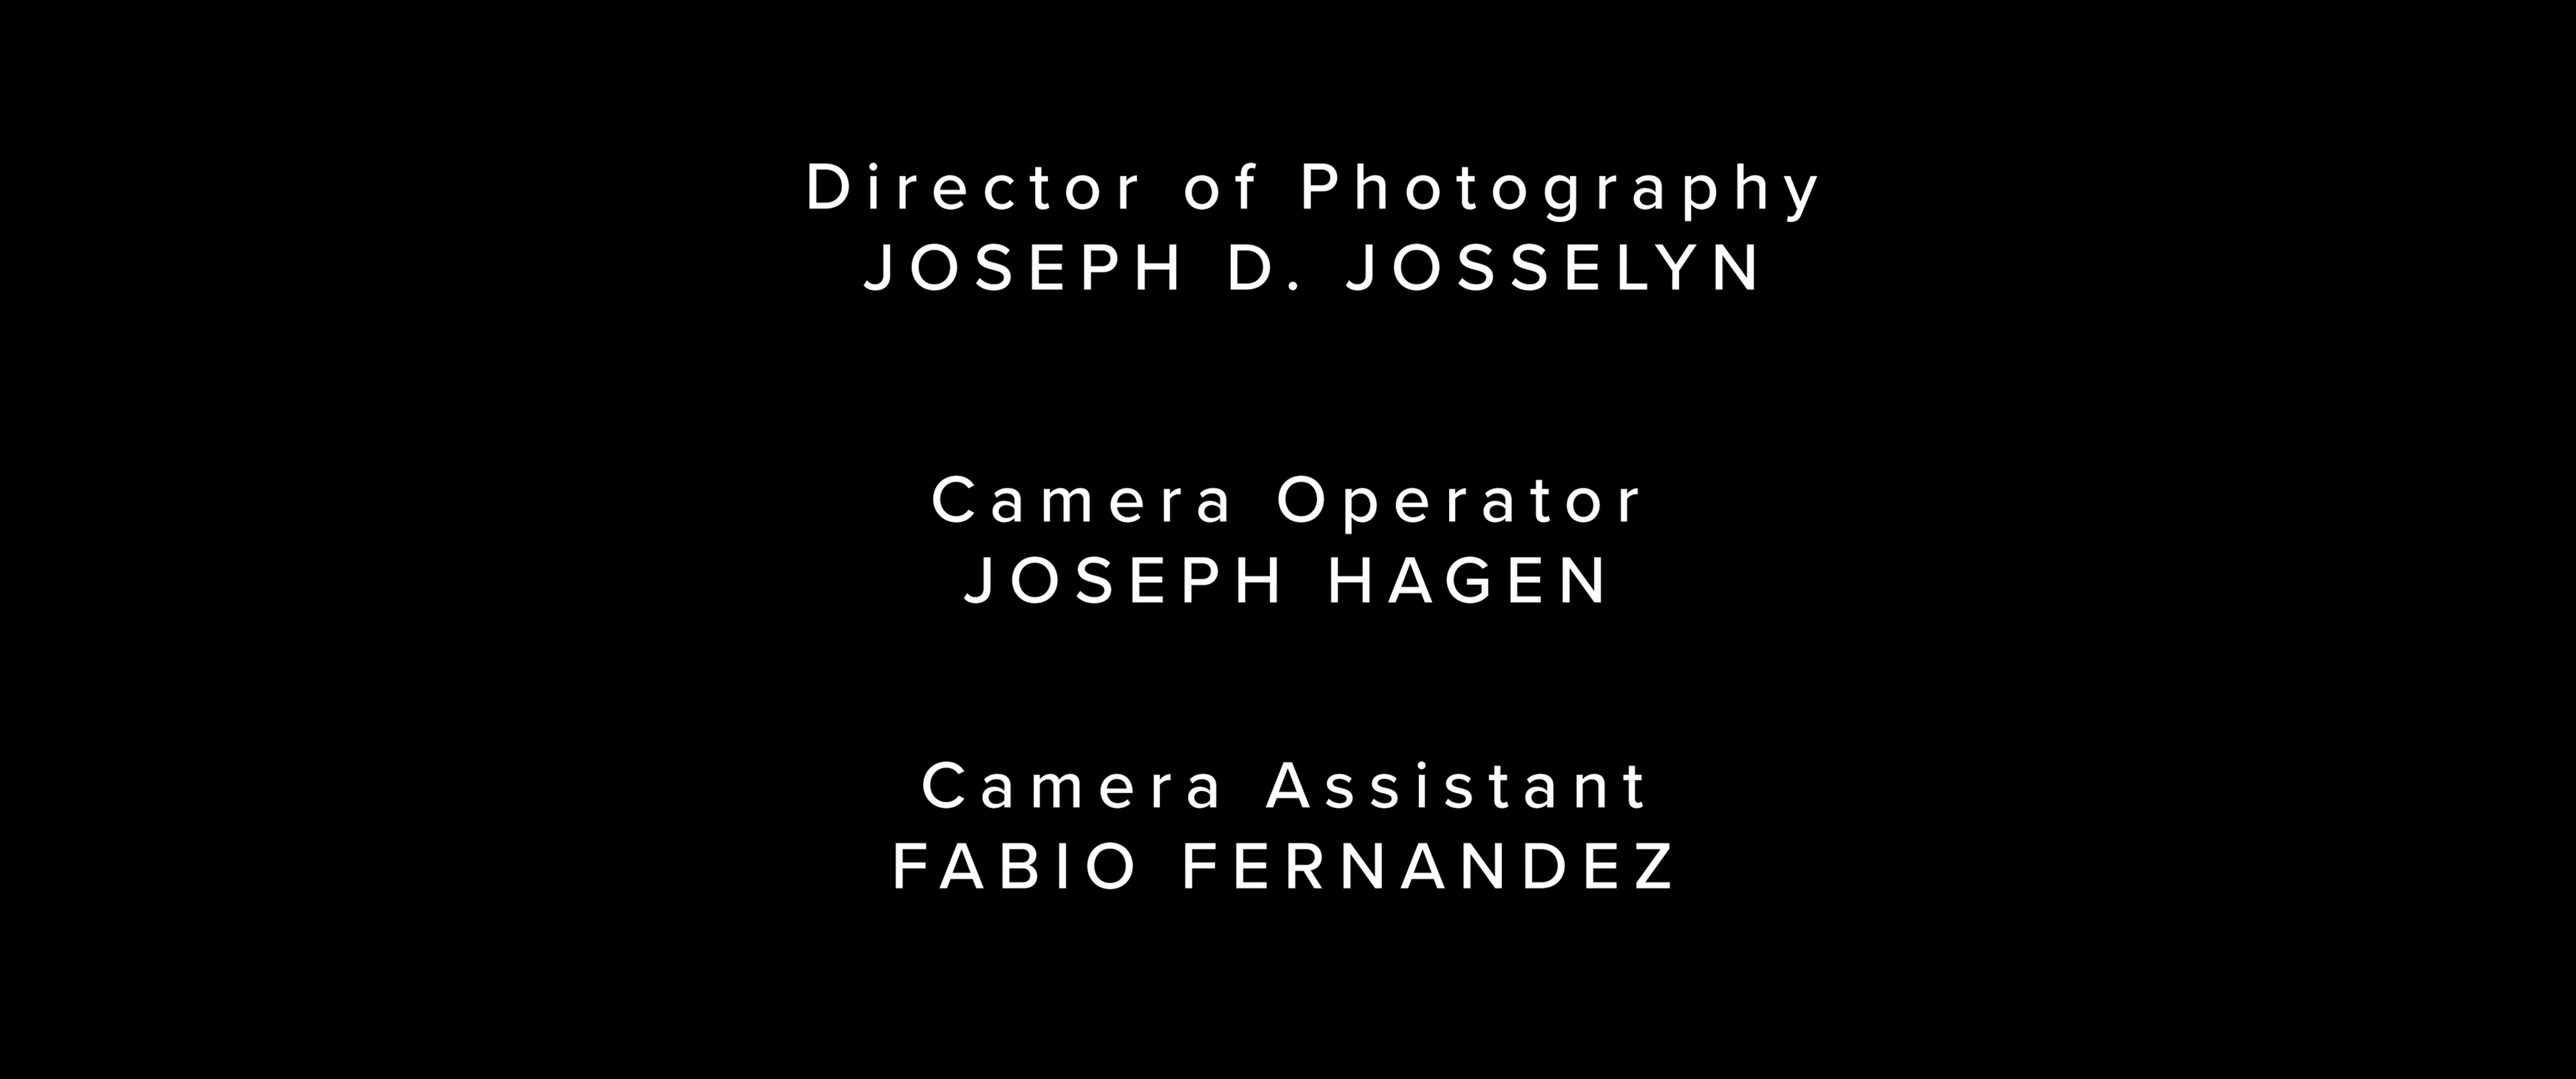 Director of Photography
JOSEPH D. JOSSELYN
Camera Operator
JOSEPH HAGEN
Camera Assistant
FABIO FERNANDEZ